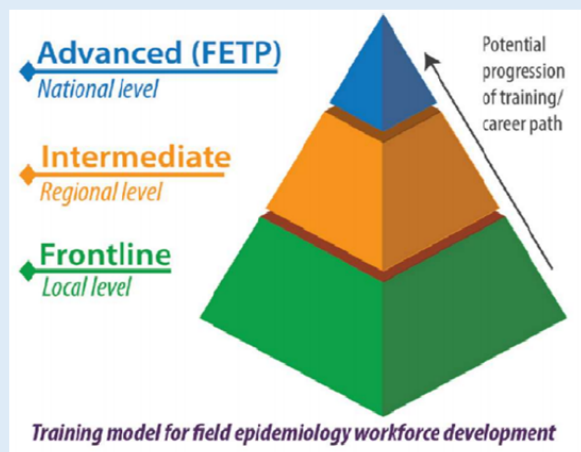 Advanced (FETP)
National level
Potential
progression
of training/
career path
Intermediate
Regional level
Frontline
Local level
Training model for field epidemiology workforce development